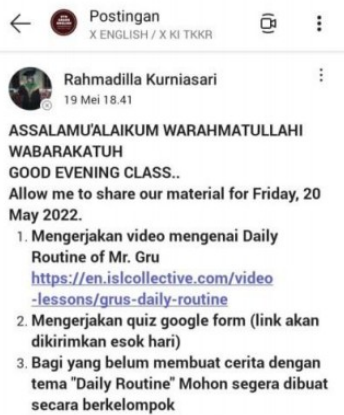 Postingan
X ENGLISH / X KI TKKR
Rahmadilla Kurniasari
19 Mei 18.41
ASSALAMU'ALAIKUM WARAHMATULLAHI
WABARAKATUH
GOOD EVENING CLASS..
Allow me to share our material for Friday, 20
May 2022.
1. Mengerjakan video mengenai Daily
Routine of Mr. Gru
https://en.islcollective.com/video
-lessons/grus-daily-routine
2. Mengerjakan quiz google form (link akan
dikirimkan esok hari)
3. Bagi yang belum membuat cerita dengan
tema "Daily Routine" Mohon segera dibuat
secara berkelompok